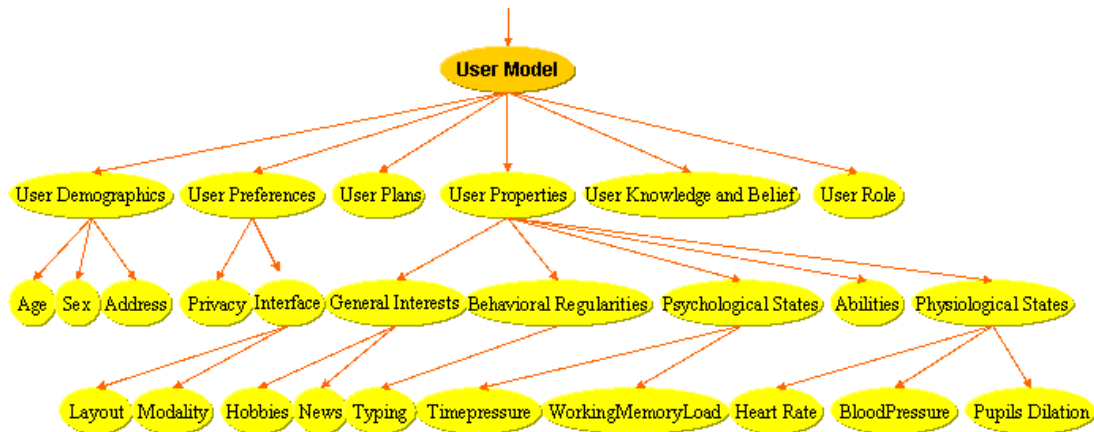 User Model
User Demographics
User Preferences
User Plans
User Properties
User Knowledge and Belief
User Role
Age
Sex
Address
Privacy
Interface
General Interests
Behavioral Regularities
Psychological States
Abilities
Physiological States
Layout
Modality
Hobbies
News
Typing
Timepressure
WorkingMemoryLoad
Heart Rate
BloodPressure
Pupils Dilation